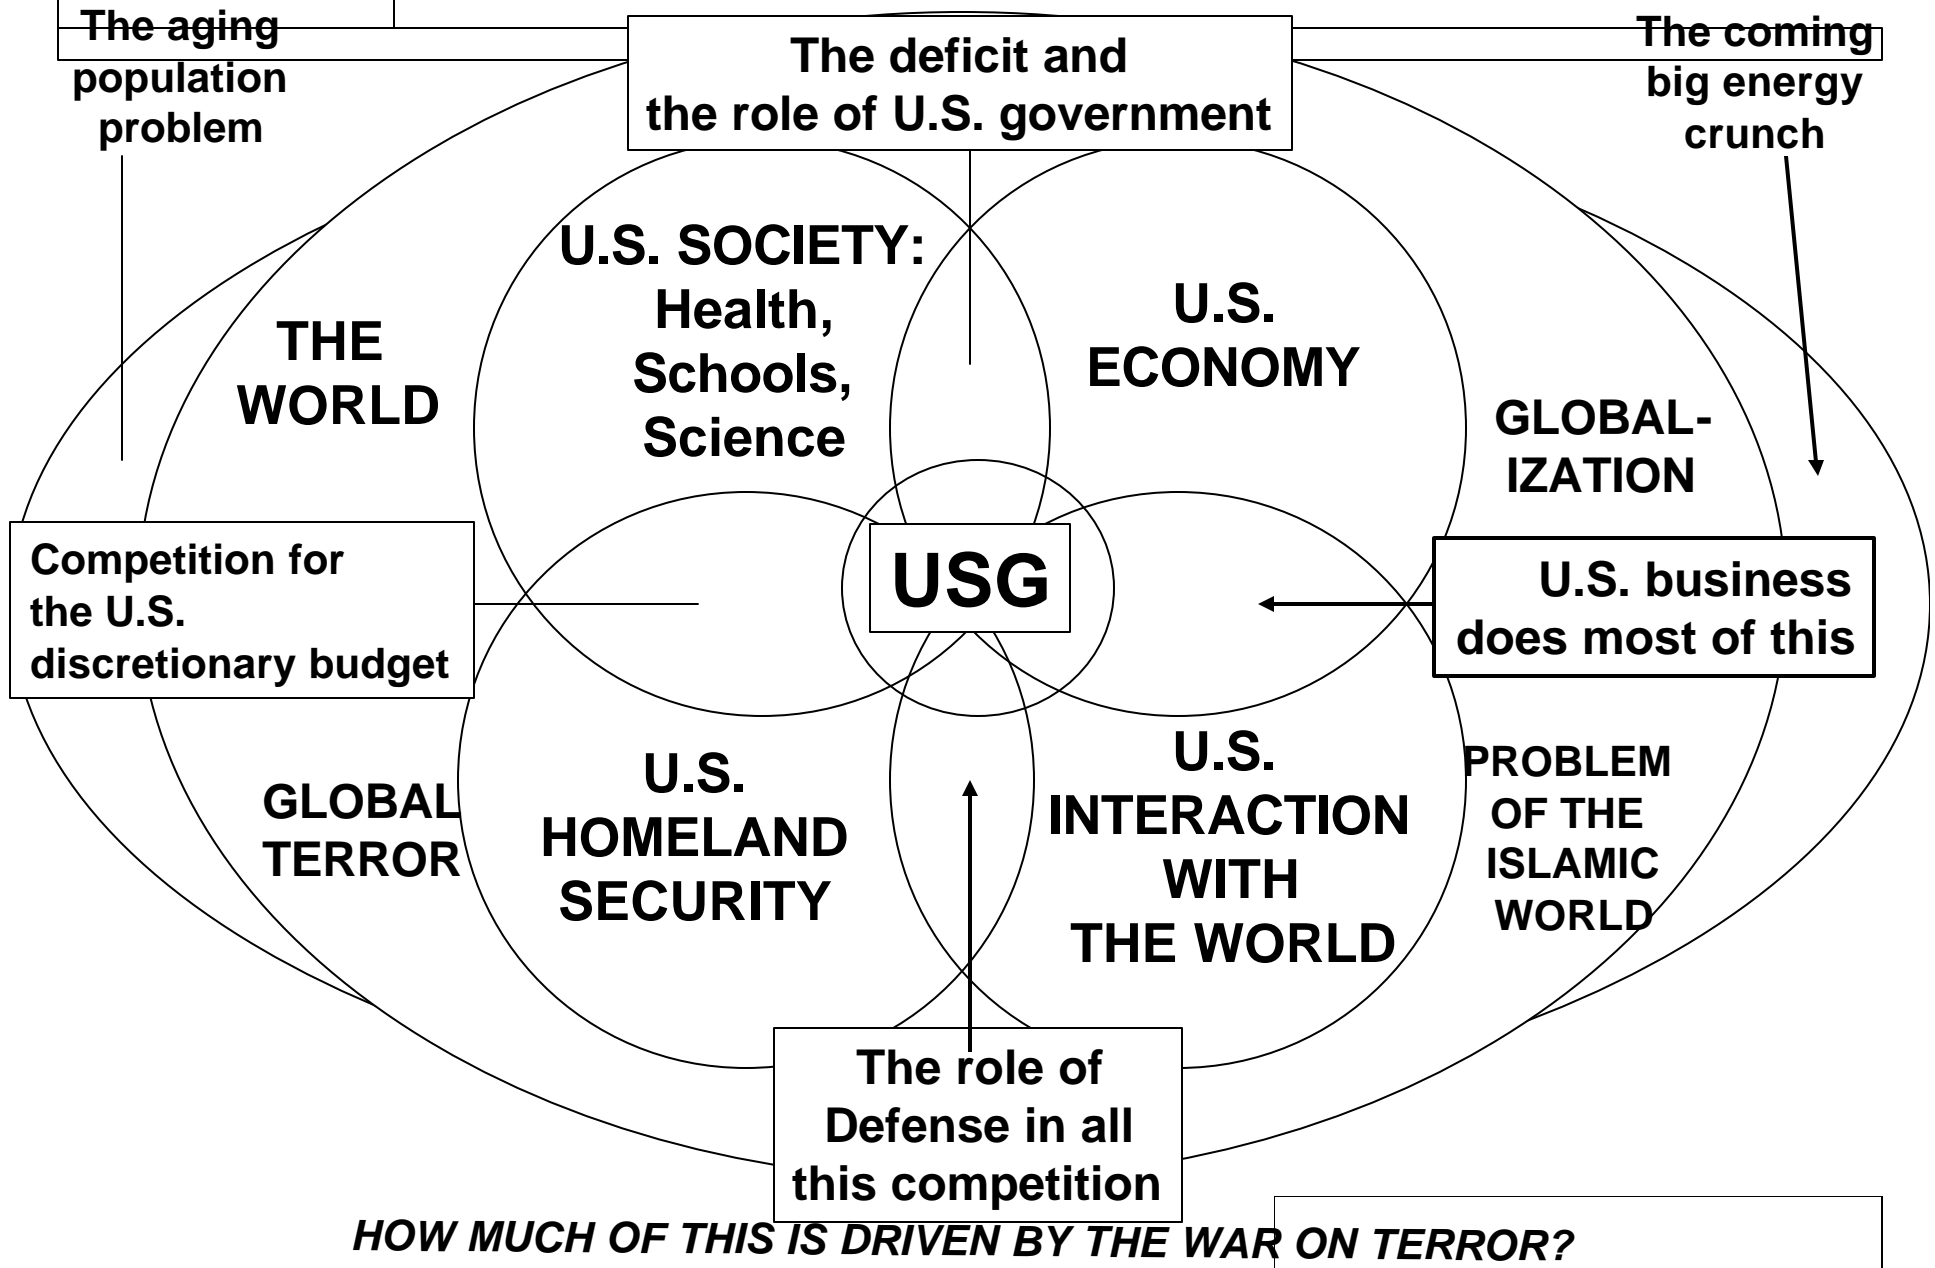 The aging
population
problem
The deficit and
the role of U.S. government
The coming
big energy
crunch
U.S. SOCIETY:
Health,
Schools,
Science
U.S.
ECONOMY
THE
WORLD
GLOBAL-
IZATION
Competition for
the U.S.
discretionary budget
USG
U.S. business
does most of this
GLOBAL
TERROR
U.S.
HOMELAND
SECURITY
U.S.
INTERACTION
WITH
THE WORLD
PROBLEM
OF THE
ISLAMIC
WORLD
The role of
Defense in all
this competition
HOW MUCH OF THIS IS DRIVEN BY THE WAR ON TERROR?